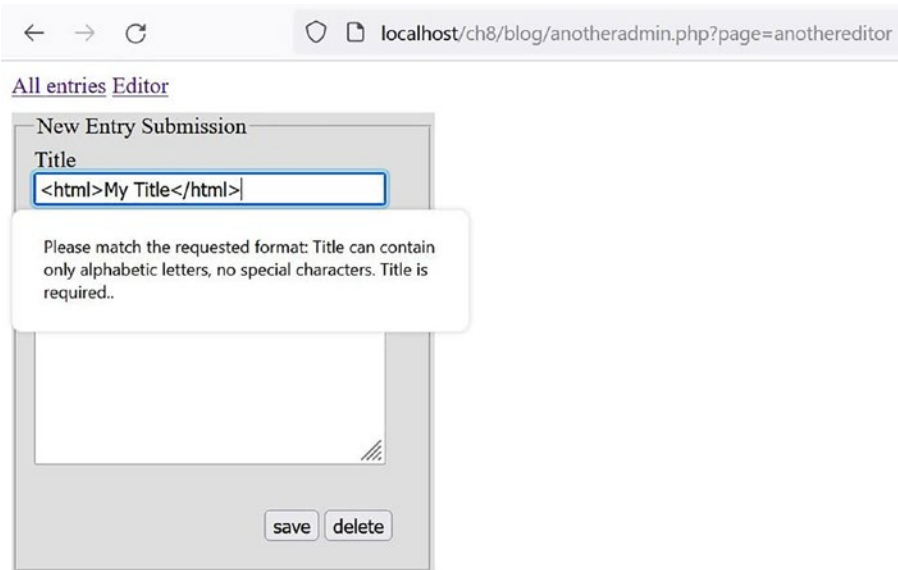 localhost/ch8/blog/anotheradmin.php?page=anothereditor
All entries Editor
New Entry Submission
Title
<html>My Title</html>
Please match the requested format: Title can contain
only alphabetic letters, no special characters. Title is
required..
save delete